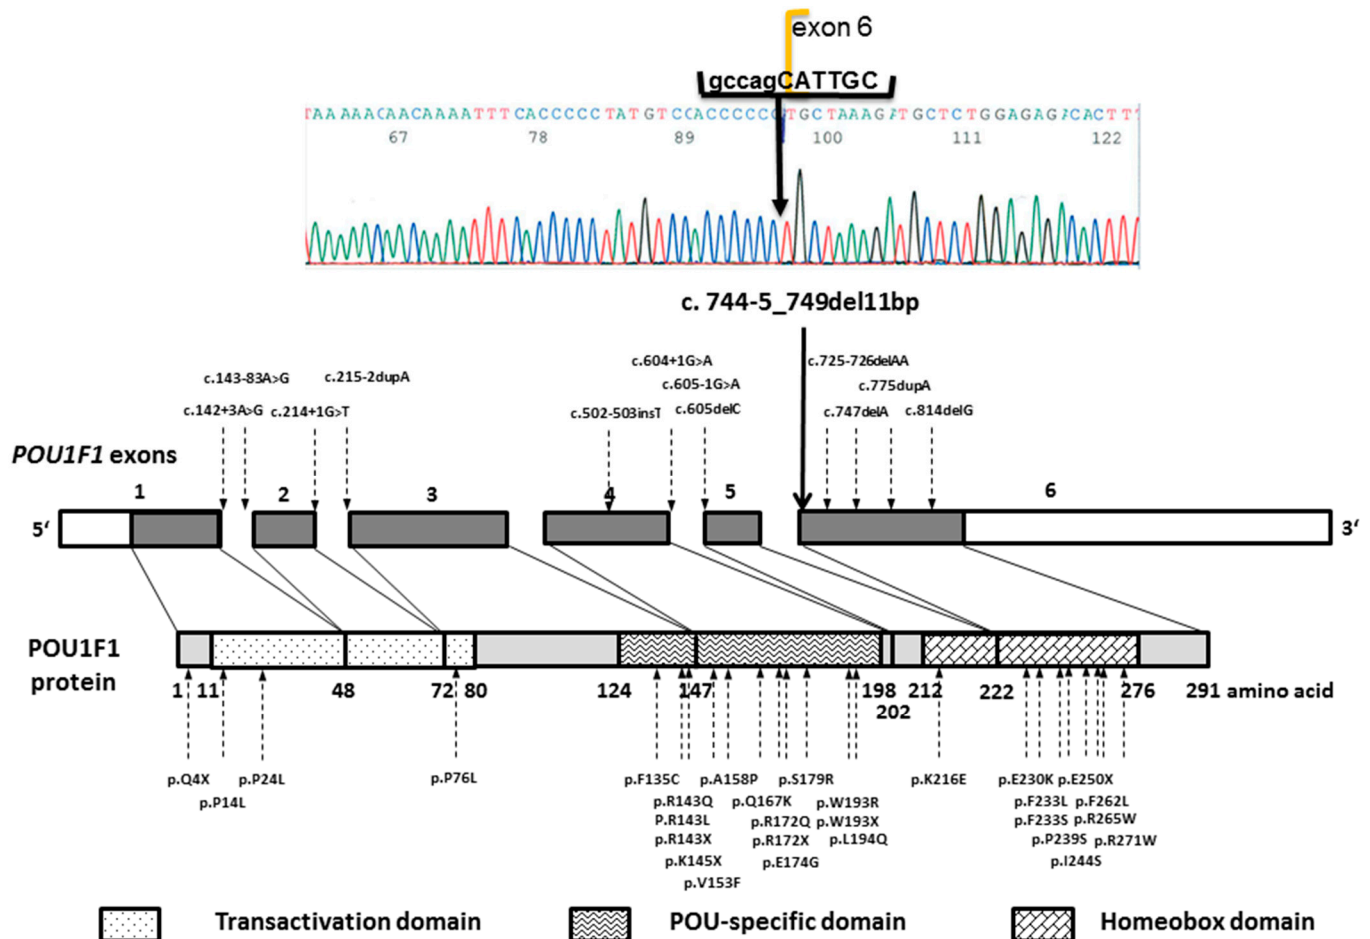 exon 6
gccagCATTGC
TAAAAACAACAAAATTTCACCCCCTATGTCCACCCCCC TGCTAAAGATGCTCTGGAGAGACACTTT
67 78 89 100 111 122
c. 744-5_749del11bp
c.604+1G>A c.725-726delAA
c.143-83A>G c.215-2dupA c.605-1G>A c.775dupA
c.142+3A>G c.214+1G>T c.502-503insT c.605delC c.747delA c.814delG
POU1F1 exons
1 2 3 4 5 6
5‘ 3‘
POU1F1
protein
1 11 48 72 80 124 147 198 212 222 276 291 amino acid
202
p.Q4X p.P24L p.P76L p.F135C p.A158P p.S179R p.K216E p.E230K p.E250X
p.P14L p.R143Q p.Q167K p.W193R p.F233L p.F262L
P.R143L p.R172Q p.W193X p.F233S p.R265W
p.R143X p.R172X p.L194Q p.P239S p.R271W
p.K145X p.E174G p.I244S
p.V153F
Transactivation domain POU-specific domain Homeobox domain